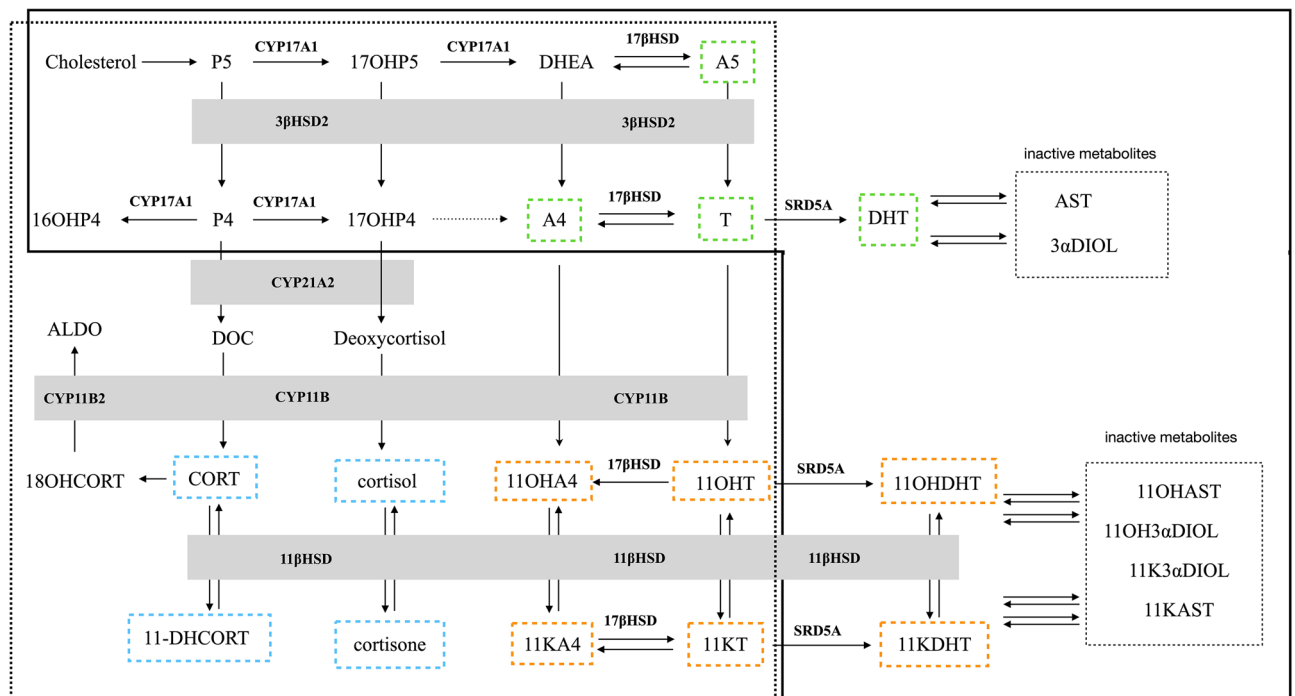 CYP17A1 CYP17A1 17βHSD
Cholesterol P5 17OHP5 DHEA A5
3βHSD2 3βHSD2
inactive metabolites
CYP17A1 CYP17A1 17βHSD
16OHP4 P4 17OHP4 A4 T SRD5A DHT AST
3αDIOL
CYP21A2
ALDO DOC Deoxycortisol
CYP11B2 CYP11B CYP11B
inactive metabolites
18OHCORT CORT cortisol 11OHA4 17βHSD 11OHT SRD5A 11OHDHT 11OHAST
11OH3αDIOL
11βHSD 11βHSD 11βHSD
11K3αDIOL
11KAST
11-DHCORT cortisone 11KA4 17βHSD 11KT SRD5A 11KDHT